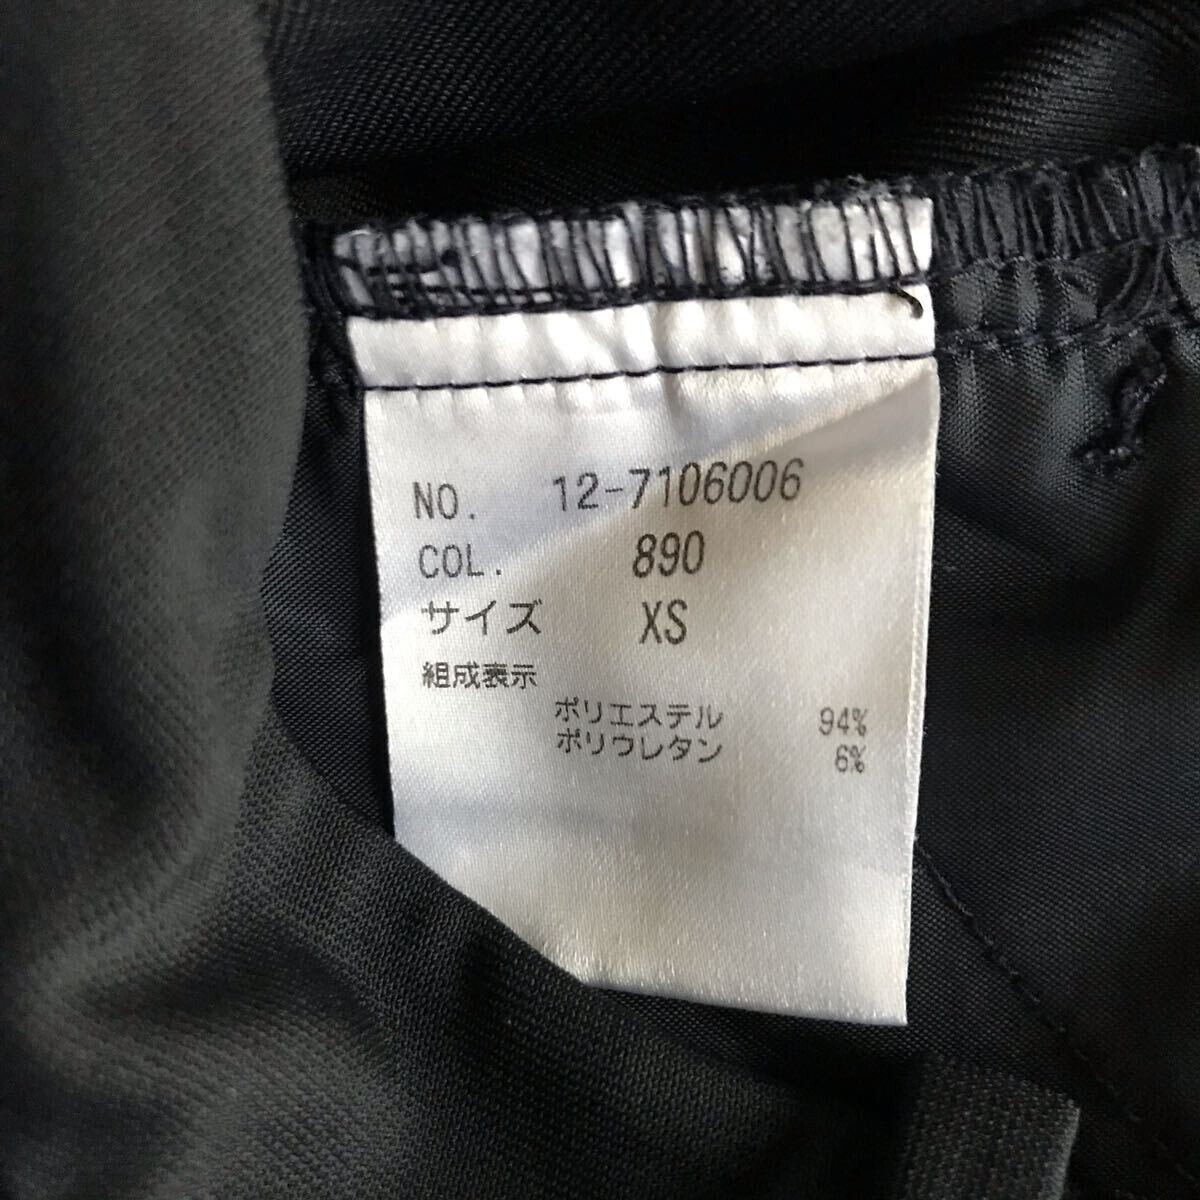 NO. 12-7106006
COL. 890
サイズ XS
組成表示
ポリエステル 94%
ポリウレタン 6%